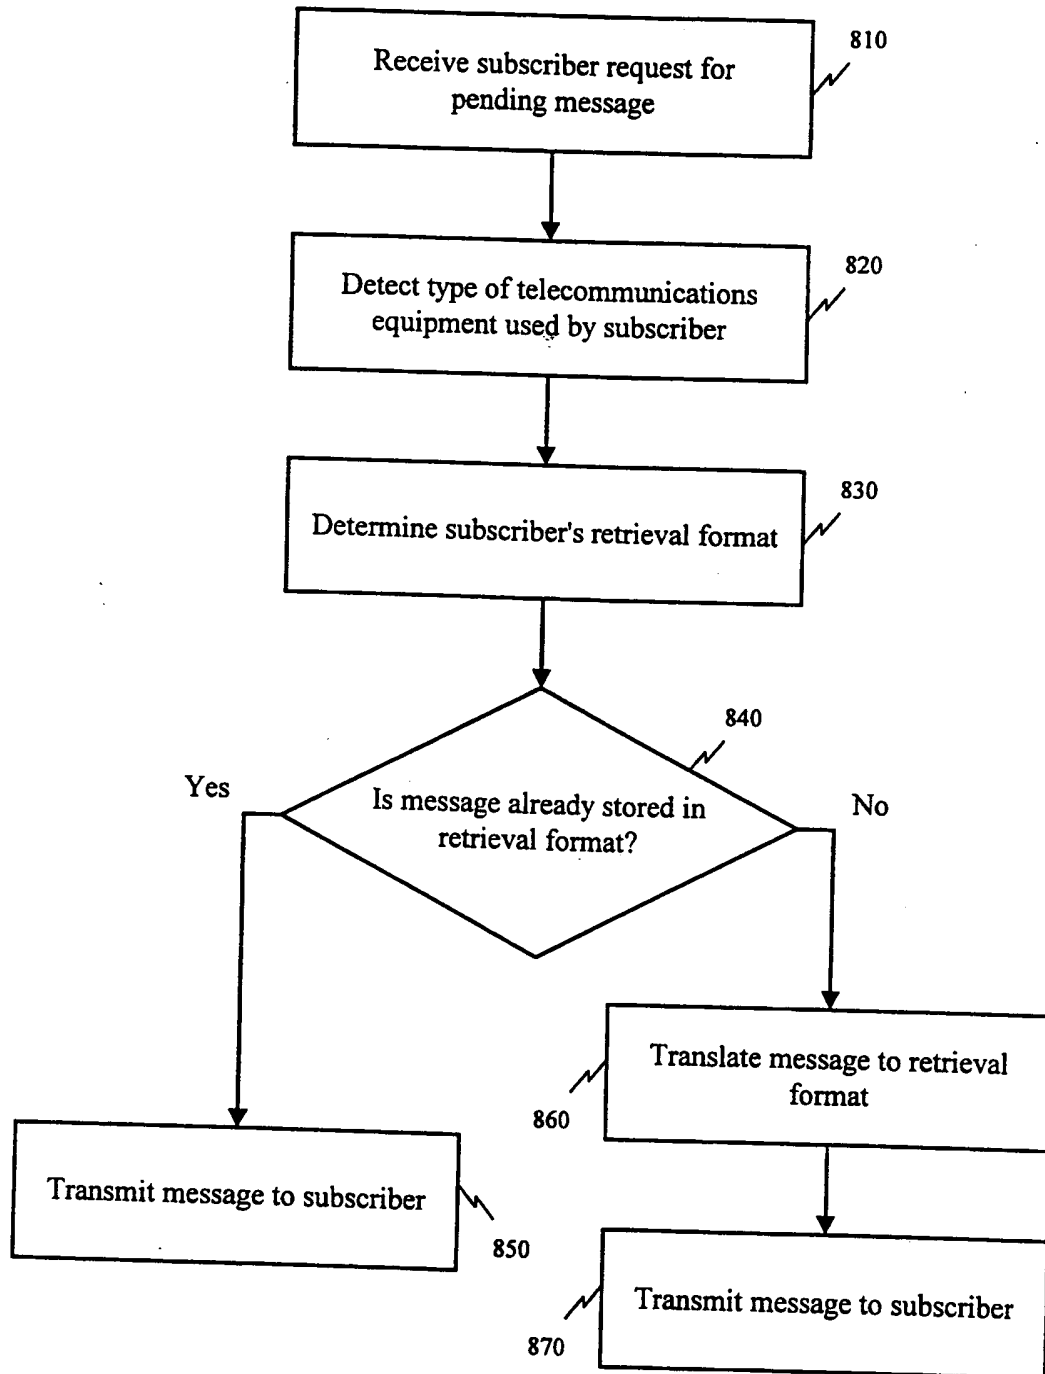 810
Receive subscriber request for
pending message
820
Detect type of telecommunications
equipment used by subscriber
830
Determine subscriber's retrieval format
840
Yes
Is message already stored in
retrieval format?
No
Translate message to retrieval
format
860
Transmit message to subscriber
850
Transmit message to subscriber
870